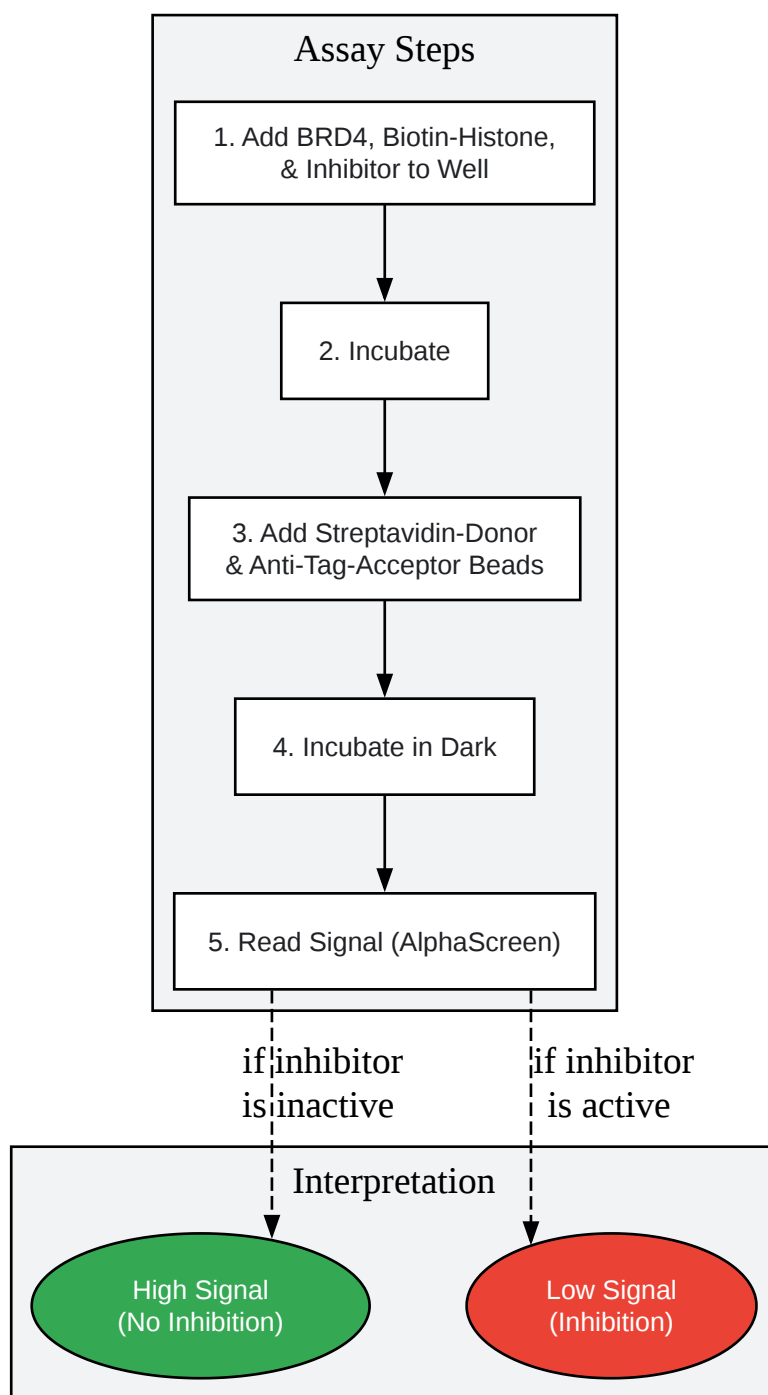 Assay Steps
1. Add BRD4, Biotin-Histone,
& Inhibitor to Well
2. Incubate
3. Add Streptavidin-Donor
& Anti-Tag-Acceptor Beads
4. Incubate in Dark
5. Read Signal (AlphaScreen)
if inhibitor
is inactive
if inhibitor
is active
Interpretation
High Signal
(No Inhibition)
Low Signal
(Inhibition)